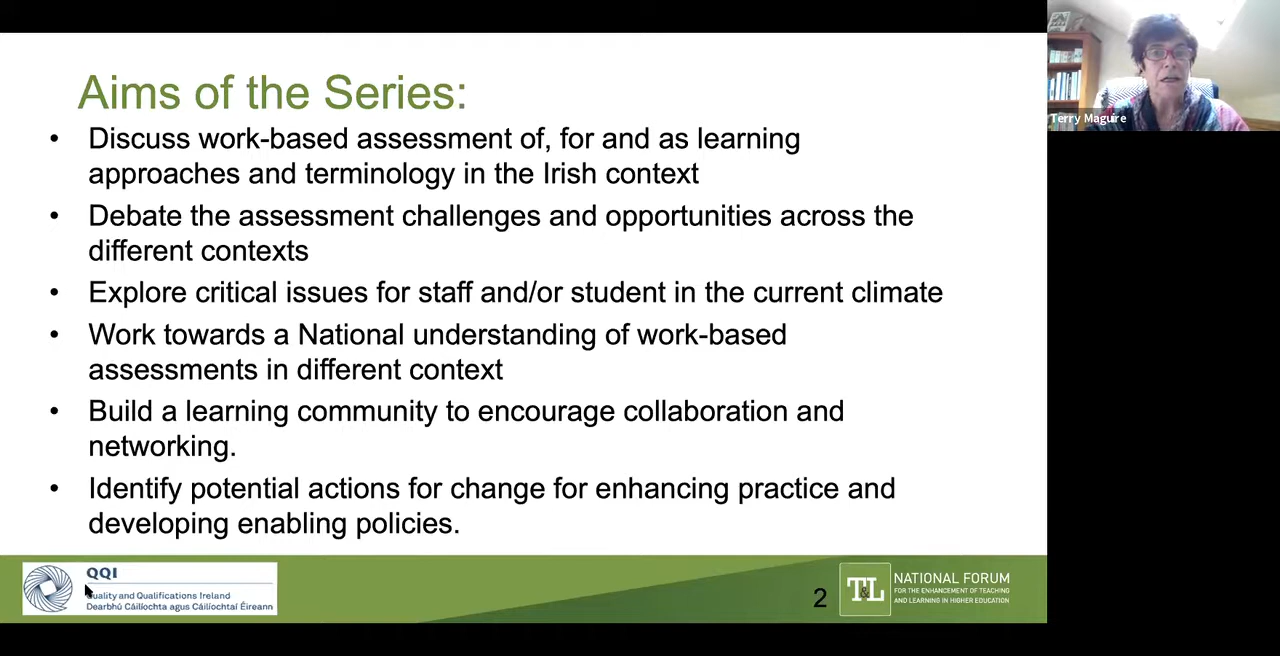 Aims of the Series:
• Discuss work-based assessment of, for and as learning
approaches and terminology in the Irish context
• Debate the assessment challenges and opportunities across the
different contexts
• Explore critical issues for staff and/or student in the current climate
• Work towards a National understanding of work-based
assessments in different context
• Build a learning community to encourage collaboration and
networking.
• Identify potential actions for change for enhancing practice and
developing enabling policies.
QQI
Quality and Qualifications Ireland
Dearbhú Cáilíochta agus Cáilíochtaí Éireann
2
T&L
NATIONAL FORUM
FOR THE ENHANCEMENT OF TEACHING
AND LEARNING IN HIGHER EDUCATION
Terry Maguire